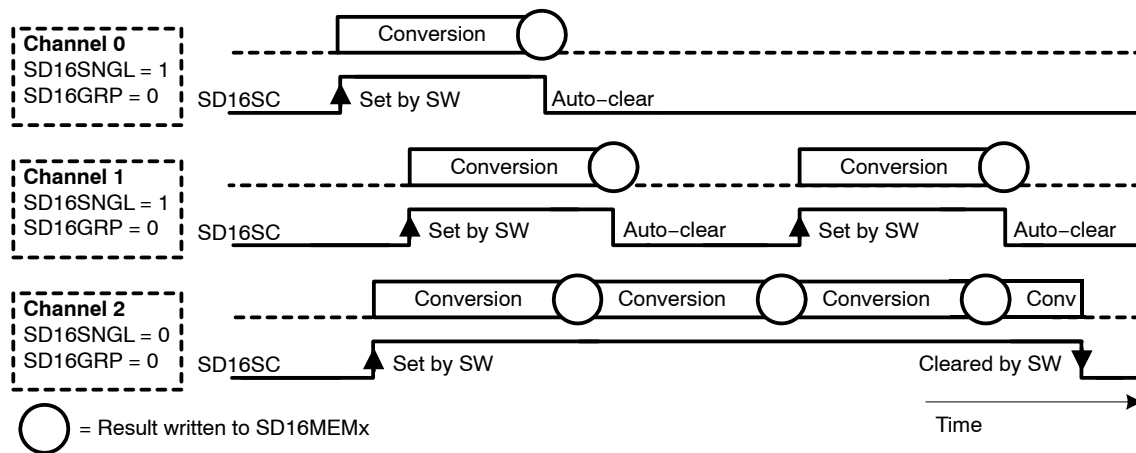 Channel 0
SD16SNGL = 1
SD16GRP = 0
Conversion
SD16SC
Set by SW
Auto−clear
Channel 1
SD16SNGL = 1
SD16GRP = 0
Conversion
Conversion
SD16SC
Set by SW
Auto−clear
Set by SW
Auto−clear
Channel 2
SD16SNGL = 0
SD16GRP = 0
Conversion
Conversion
Conversion
Conv
SD16SC
Set by SW
Cleared by SW
= Result written to SD16MEMx
Time